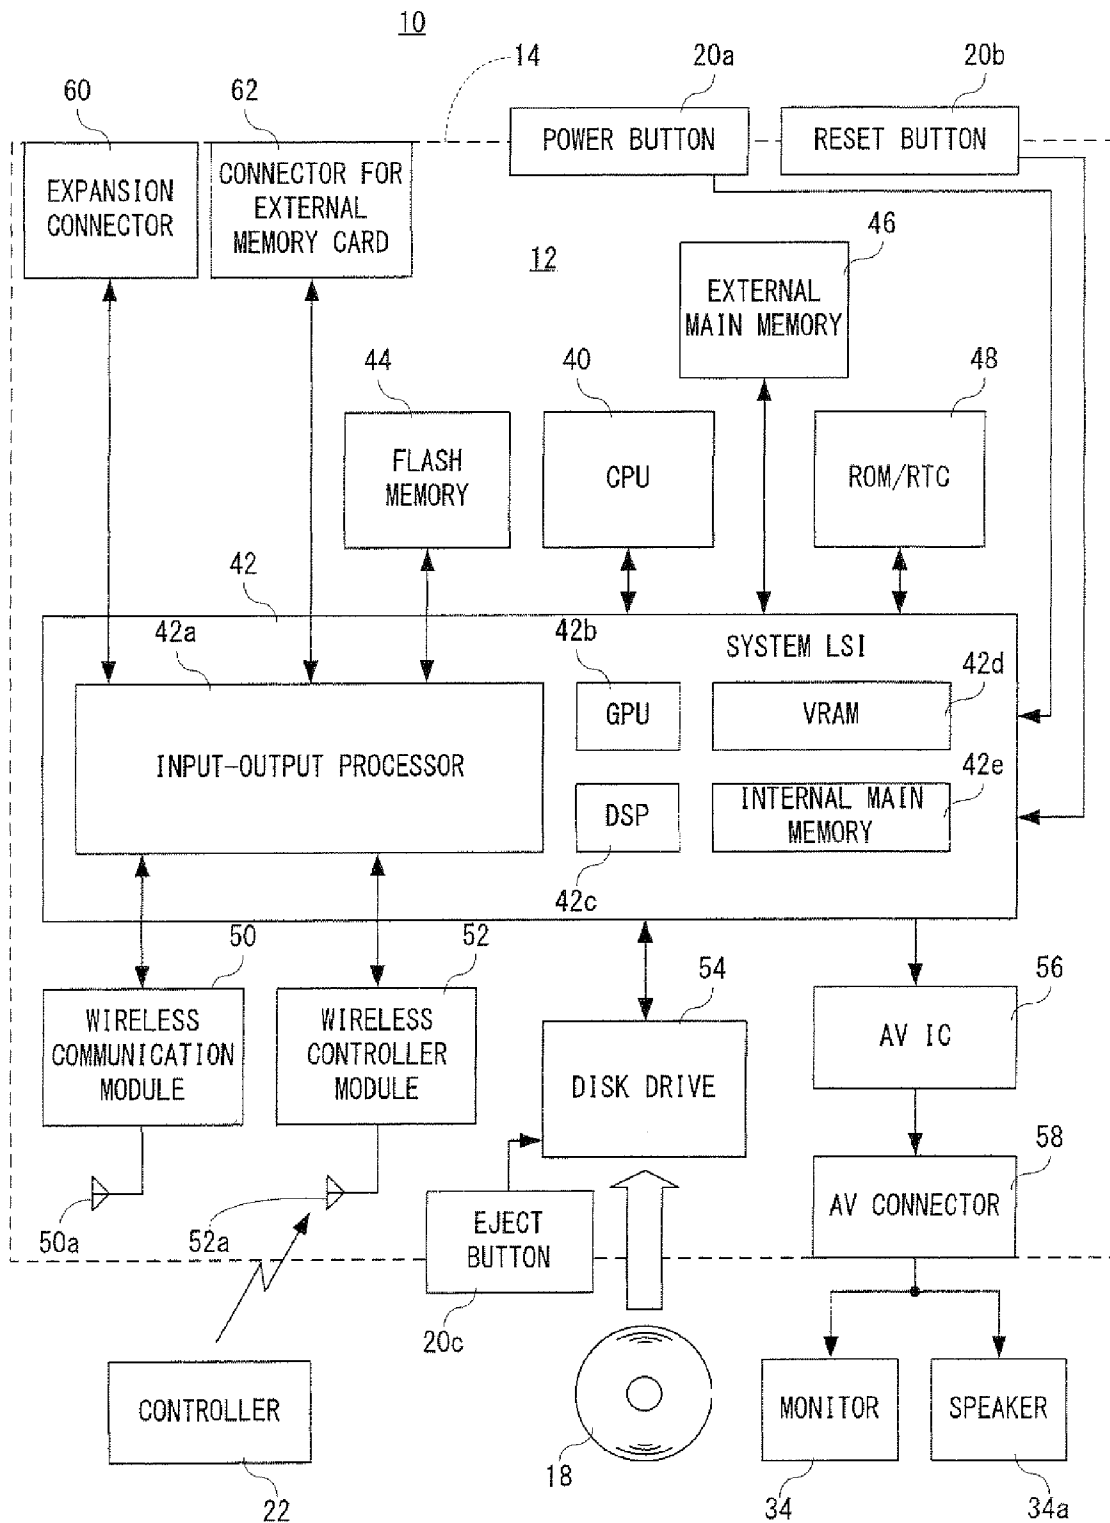 10
60
62
14
20a
20b
POWER BUTTON
RESET BUTTON
EXPANSION
CONNECTOR
CONNECTOR FOR
EXTERNAL
MEMORY CARD
12
46
EXTERNAL
MAIN MEMORY
44
40
48
FLASH
MEMORY
CPU
ROM/RTC
42
42a
42b
SYSTEM LSI
42d
GPU
VRAM
INPUT-OUTPUT PROCESSOR
42e
DSP
INTERNAL MAIN
MEMORY
42c
50
52
54
56
WIRELESS
COMMUNICATION
MODULE
WIRELESS
CONTROLLER
MODULE
DISK DRIVE
AV IC
58
50a
52a
EJECT
BUTTON
AV CONNECTOR
20c
CONTROLLER
MONITOR
SPEAKER
18
22
34
34a